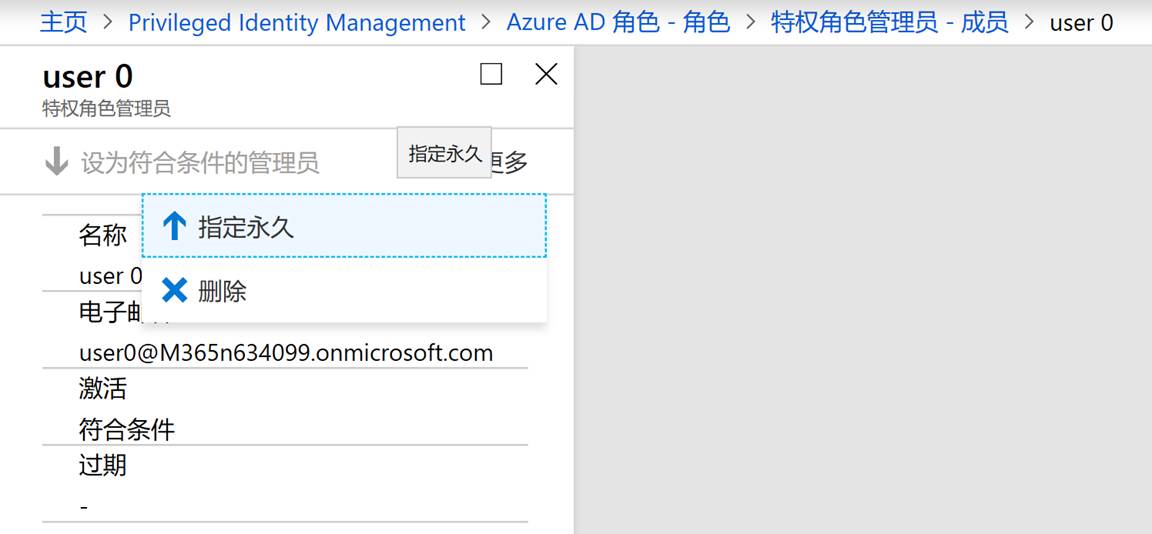 主页 > Privileged Identity Management > Azure AD 角色 - 角色 > 特权角色管理员 - 成员 > user 0
user 0
特权角色管理员
设为符合条件的管理员
指定永久
更多
指定永久
删除
名称
user 0
电子邮
user0@M365n634099.onmicrosoft.com
激活
符合条件
过期
-